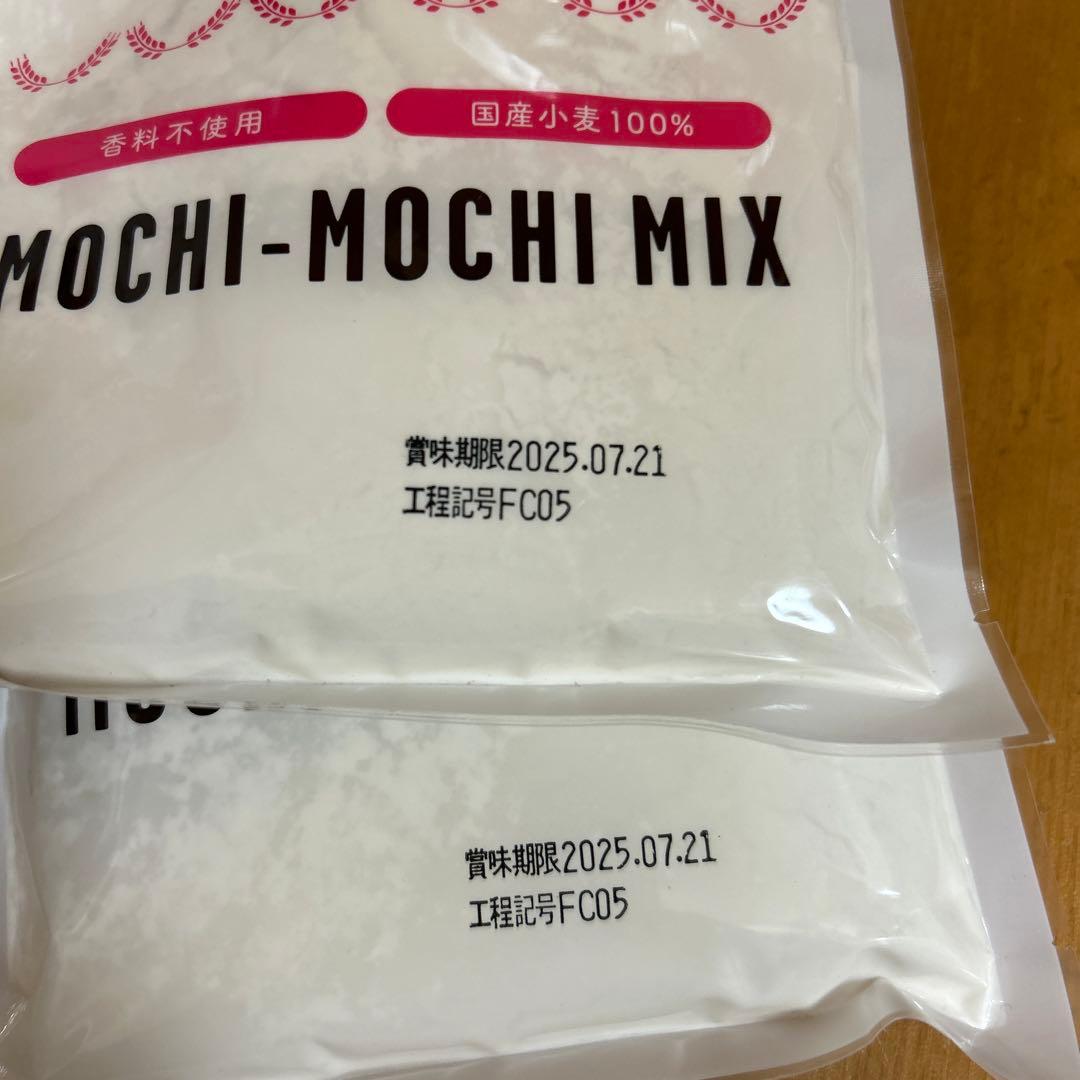 香料不使用
国産小麦100%
MOCHI-MOCHI MIX
賞味期限2025.07.21
工程記号FC05
賞味期限2025.07.21
工程記号FC05